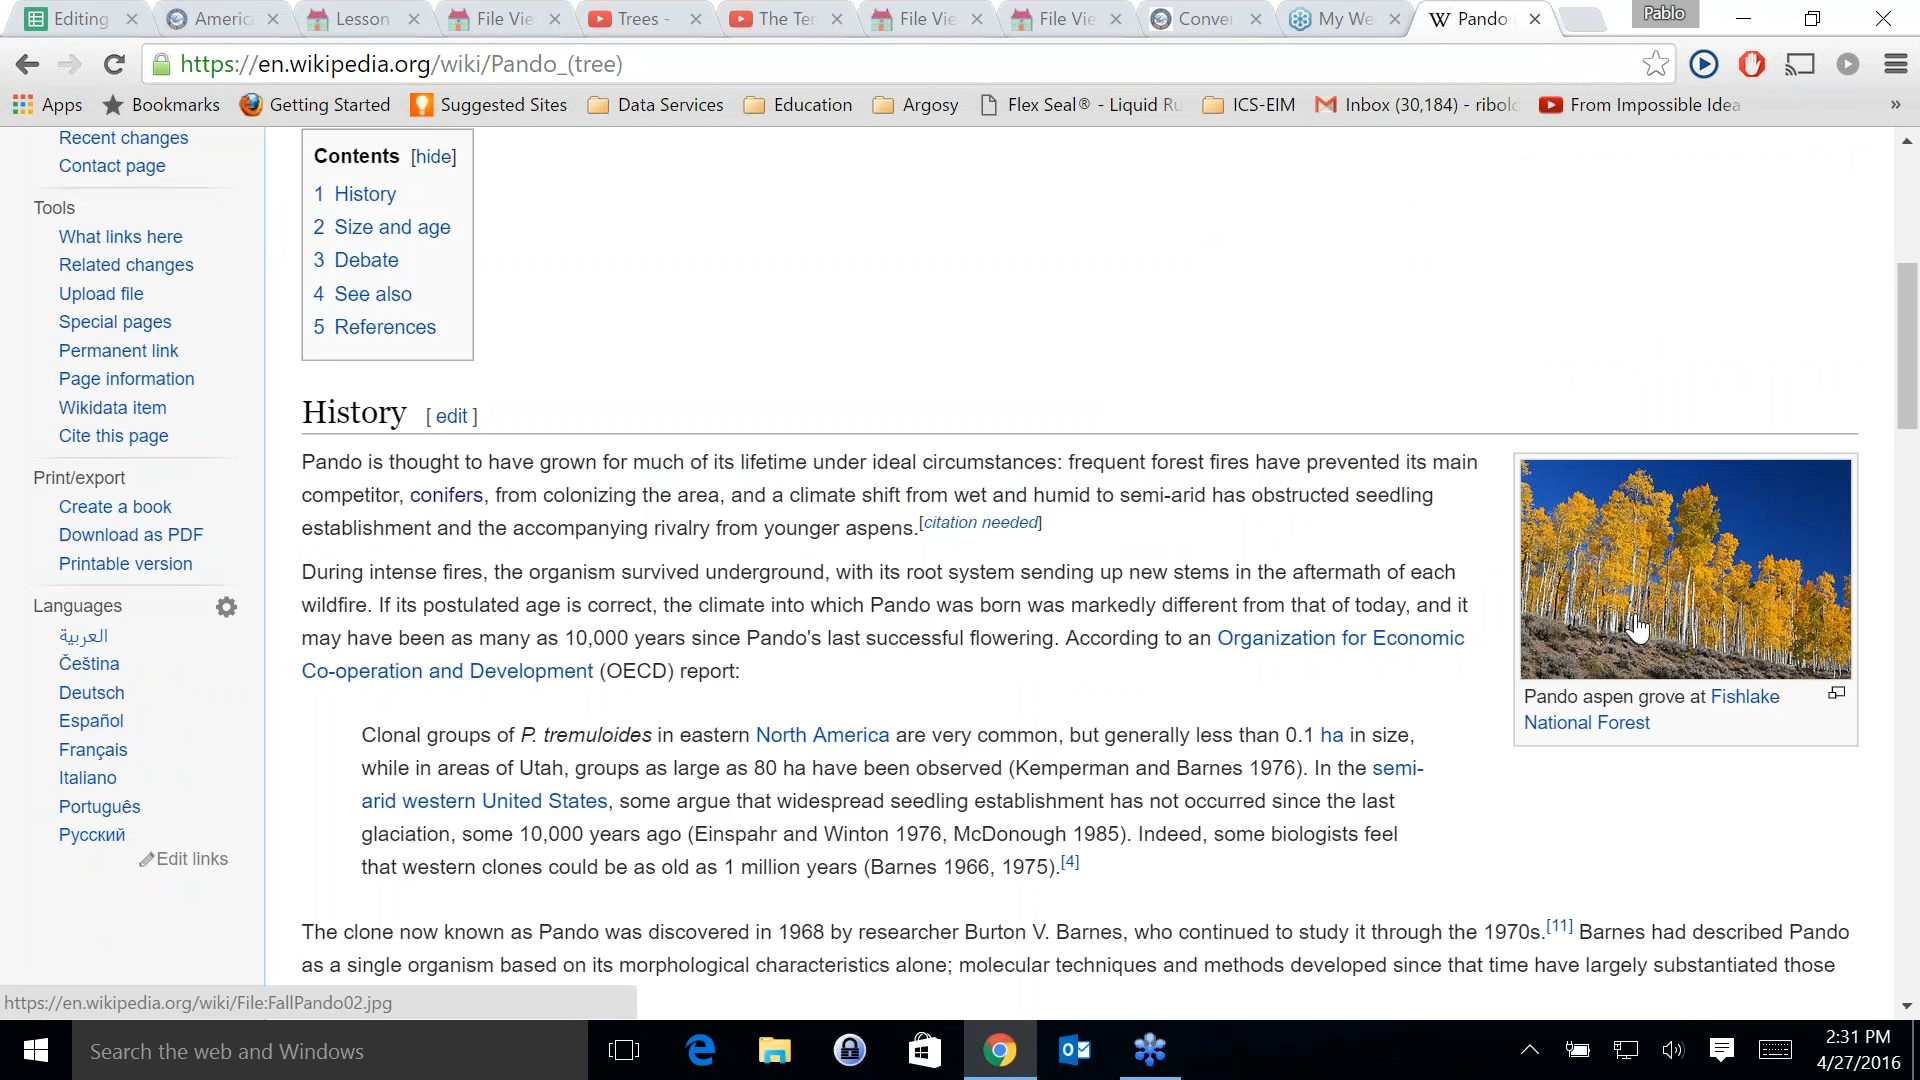 Editing
Americ
Lesson
File Vie
Trees -
The Ter
File Vie
File Vie
Conver
My We
Pando
Pablo
https://en.wikipedia.org/wiki/Pando_(tree)
Apps
Bookmarks
Getting Started
Suggested Sites
Data Services
Education
Argosy
Flex Seal® - Liquid Ru
ICS-EIM
Inbox (30,184) - ribold
From Impossible Idea
»
Recent changes
Contact page
Tools
What links here
Related changes
Upload file
Special pages
Permanent link
Page information
Wikidata item
Cite this page
Print/export
Create a book
Download as PDF
Printable version
Languages
العربية
Čeština
Deutsch
Español
Français
Italiano
Português
Русский
Edit links
Contents [hide]
1 History
2 Size and age
3 Debate
4 See also
5 References
History [ edit ]
Pando is thought to have grown for much of its lifetime under ideal circumstances: frequent forest fires have prevented its main
competitor, conifers, from colonizing the area, and a climate shift from wet and humid to semi-arid has obstructed seedling
establishment and the accompanying rivalry from younger aspens.[citation needed]
During intense fires, the organism survived underground, with its root system sending up new stems in the aftermath of each
wildfire. If its postulated age is correct, the climate into which Pando was born was markedly different from that of today, and it
may have been as many as 10,000 years since Pando's last successful flowering. According to an Organization for Economic
Co-operation and Development (OECD) report:
Clonal groups of P. tremuloides in eastern North America are very common, but generally less than 0.1 ha in size,
while in areas of Utah, groups as large as 80 ha have been observed (Kemperman and Barnes 1976). In the semi-
arid western United States, some argue that widespread seedling establishment has not occurred since the last
glaciation, some 10,000 years ago (Einspahr and Winton 1976, McDonough 1985). Indeed, some biologists feel
that western clones could be as old as 1 million years (Barnes 1966, 1975).[4]
Pando aspen grove at Fishlake
National Forest
The clone now known as Pando was discovered in 1968 by researcher Burton V. Barnes, who continued to study it through the 1970s.[11] Barnes had described Pando
as a single organism based on its morphological characteristics alone; molecular techniques and methods developed since that time have largely substantiated those
https://en.wikipedia.org/wiki/File:FallPando02.jpg
Search the web and Windows
2:31 PM
4/27/2016